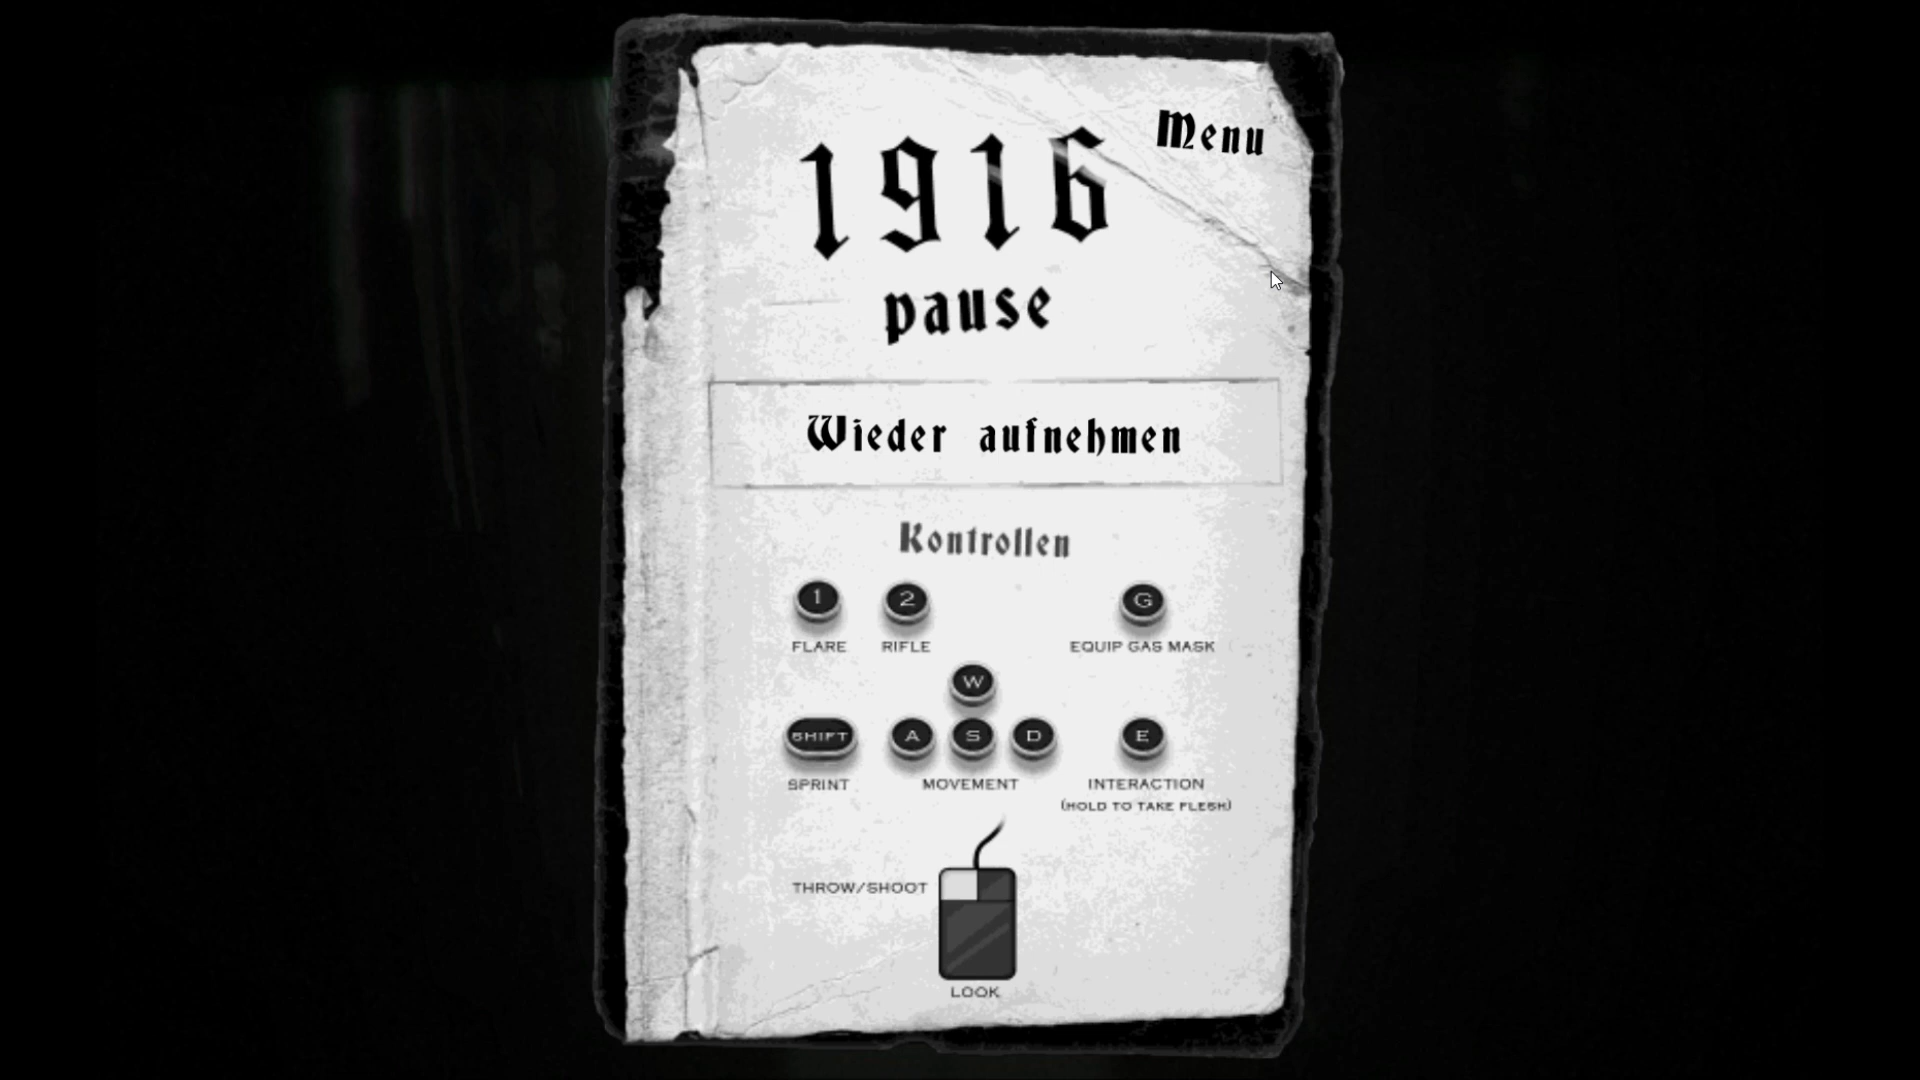 Menu
1916
pause
Wieder aufnehmen
Kontrollen
1 2 G
FLARE RIFLE EQUIP GAS MASK
W
SHIFT A S D E
SPRINT MOVEMENT INTERACTION
(HOLD TO TAKE FLESH)
THROW/SHOOT
LOOK